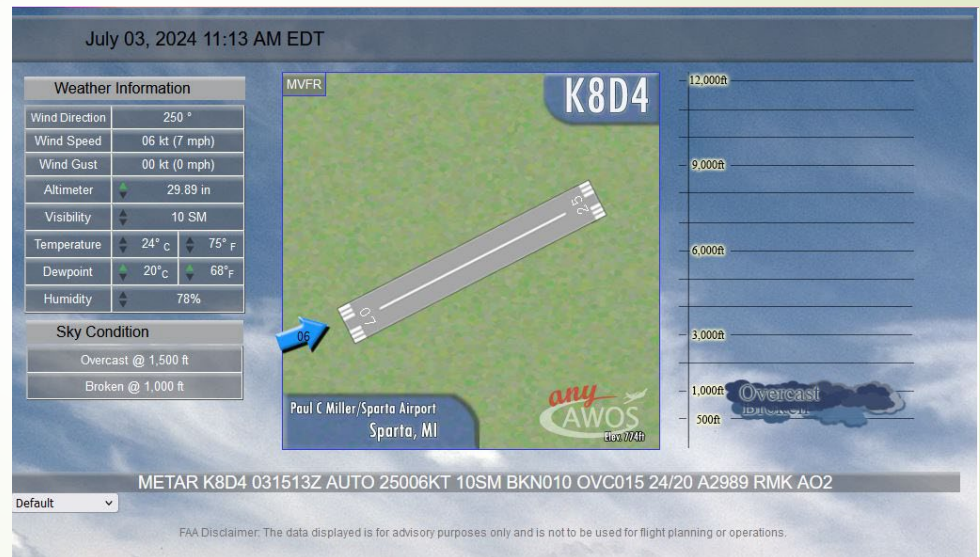 July 03, 2024 11:13 AM EDT
Weather Information
Wind Direction 250 °
Wind Speed 06 kt (7 mph)
Wind Gust 00 kt (0 mph)
Altimeter 29.89 in
Visibility 10 SM
Temperature 24° C 75° F
Dewpoint 20°C 68°F
Humidity 78%
Sky Condition
Overcast @ 1,500 ft
Broken @ 1,000 ft
MVFR
K8D4
25
07
06
Paul C Miller/Sparta Airport
Sparta, MI
any
AWOS
Elev 774ft
12,000ft
9,000ft
6,000ft
3,000ft
1,000ft
Overcast
Broken
500ft
METAR K8D4 031513Z AUTO 25006KT 10SM BKN010 OVC015 24/20 A2989 RMK AO2
Default
FAA Disclaimer: The data displayed is for advisory purposes only and is not to be used for flight planning or operations.